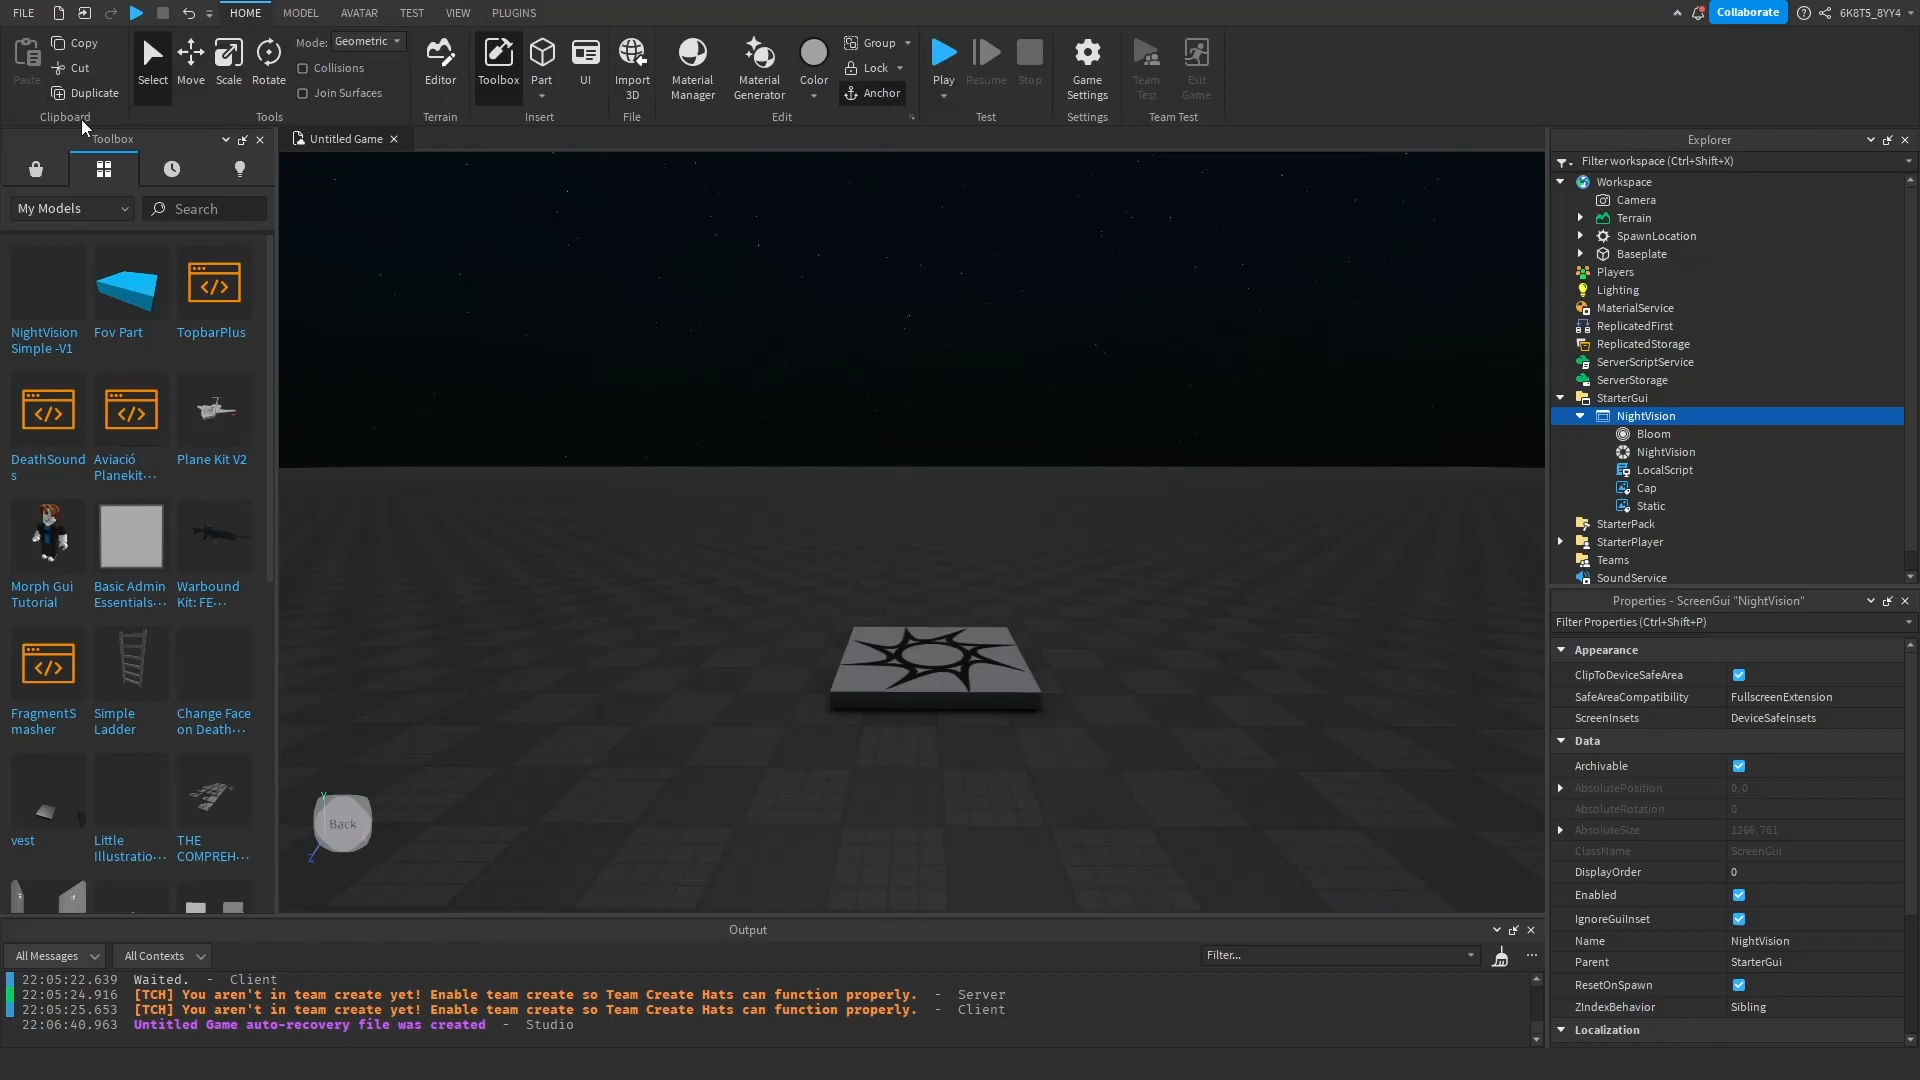 FILE HOME MODEL AVATAR TEST VIEW PLUGINS Collaborate 6K8T5_8YY4
Paste Copy Cut Duplicate
Clipboard
Select Move Scale Rotate
Mode: Geometric
Collisions
Join Surfaces
Tools
Editor
Terrain
Toolbox Part UI
Insert
Import
3D
File
Material
Manager
Material
Generator
Color
Group
Lock
Anchor
Edit
Play Resume Stop
Test
Game
Settings
Settings
Team
Test
Exit
Game
Team Test
Toolbox
My Models Search
NightVision
Simple -V1
Fov Part
TopbarPlus
DeathSound
s
Aviació
Planekit...
Plane Kit V2
Morph Gui
Tutorial
Basic Admin
Essentials...
Warbound
Kit: FE...
FragmentS
masher
Simple
Ladder
Change Face
on Death...
vest
Little
Illustratio...
THE
COMPREH...
Untitled Game
Back
Explorer
Filter workspace (Ctrl+Shift+X)
Workspace
Camera
Terrain
SpawnLocation
Baseplate
Players
Lighting
MaterialService
ReplicatedFirst
ReplicatedStorage
ServerScriptService
ServerStorage
StarterGui
NightVision
Bloom
NightVision
LocalScript
Cap
Static
StarterPack
StarterPlayer
Teams
SoundService
Properties - ScreenGui "NightVision"
Filter Properties (Ctrl+Shift+P)
Appearance
ClipToDeviceSafeArea
SafeAreaCompatibility FullscreenExtension
ScreenInsets DeviceSafeInsets
Data
Archivable
AbsolutePosition 0, 0
AbsoluteRotation 0
AbsoluteSize 1266, 761
ClassName ScreenGui
DisplayOrder 0
Enabled
IgnoreGuiInset
Name NightVision
Parent StarterGui
ResetOnSpawn
ZIndexBehavior Sibling
Localization
Output
All Messages All Contexts Filter...
22:05:22.639 Waited. - Client
22:05:24.916 [TCH] You aren't in team create yet! Enable team create so Team Create Hats can function properly. - Server
22:05:25.653 [TCH] You aren't in team create yet! Enable team create so Team Create Hats can function properly. - Client
22:06:40.963 Untitled Game auto-recovery file was created - Studio